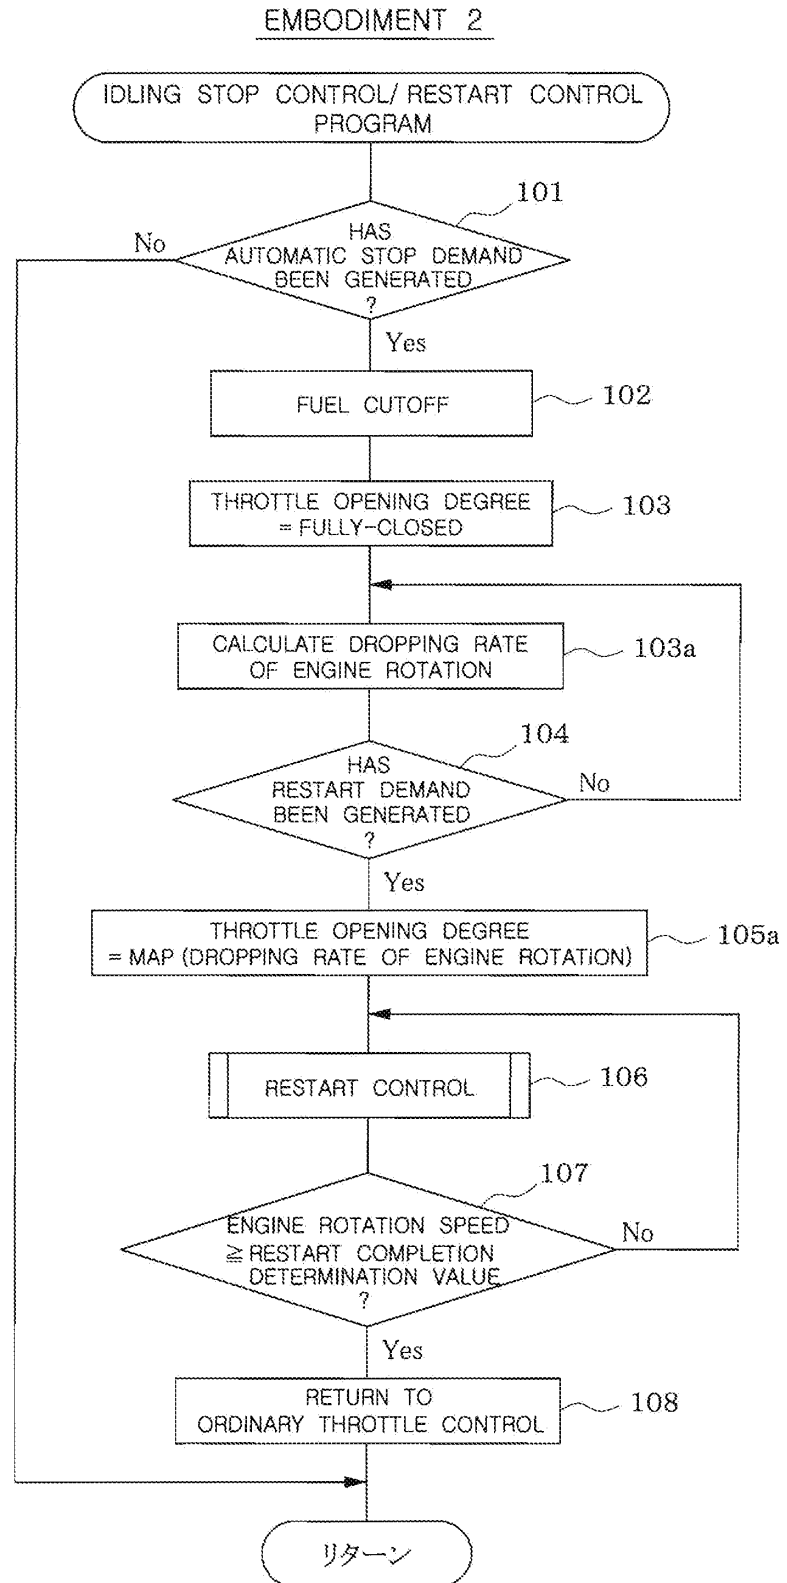 EMBODIMENT 2
IDLING STOP CONTROL/ RESTART CONTROL
PROGRAM
101
HAS
AUTOMATIC STOP DEMAND
BEEN GENERATED
?
No
Yes
FUEL CUTOFF
102
THROTTLE OPENING DEGREE
= FULLY-CLOSED
103
CALCULATE DROPPING RATE
OF ENGINE ROTATION
103a
104
HAS
RESTART DEMAND
BEEN GENERATED
?
No
Yes
THROTTLE OPENING DEGREE
= MAP (DROPPING RATE OF ENGINE ROTATION)
105a
RESTART CONTROL
106
107
ENGINE ROTATION SPEED
≧ RESTART COMPLETION
DETERMINATION VALUE
?
No
Yes
RETURN TO
ORDINARY THROTTLE CONTROL
108
リターン